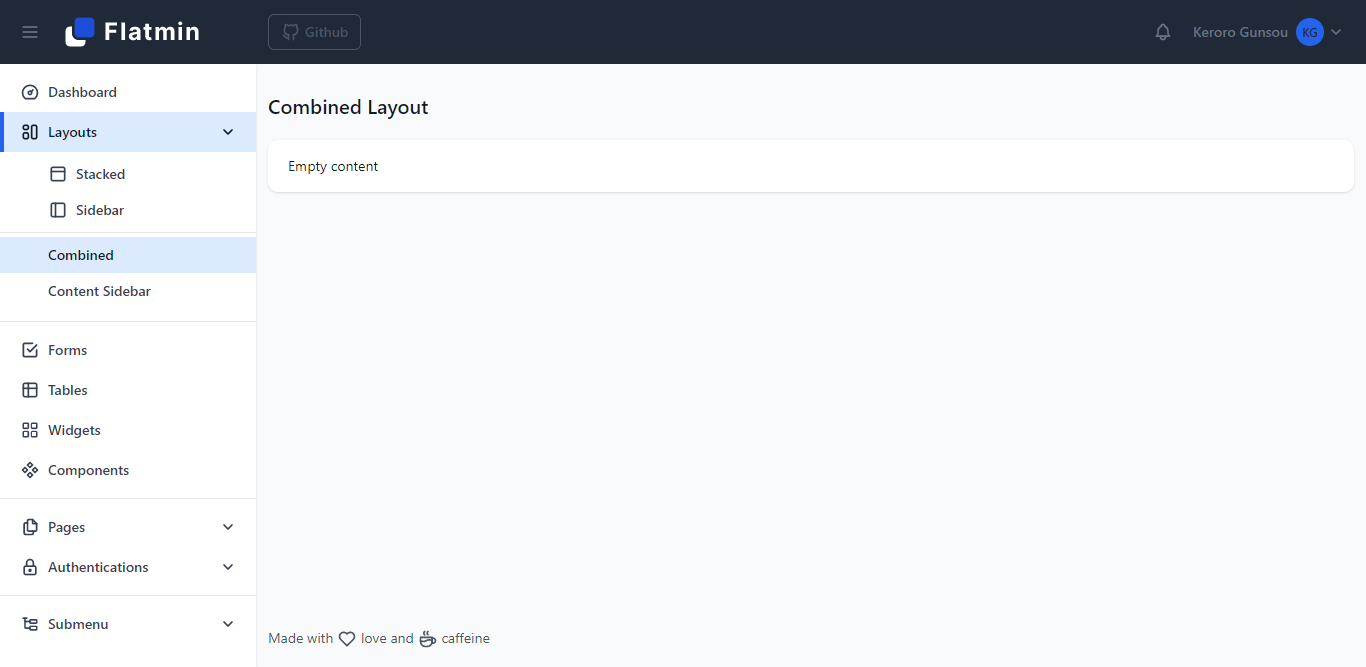 Flatmin
Github
Keroro Gunsou
KG
Dashboard
Layouts
Stacked
Sidebar
Combined
Content Sidebar
Forms
Tables
Widgets
Components
Pages
Authentications
Submenu
Combined Layout
Empty content
Made with love and caffeine